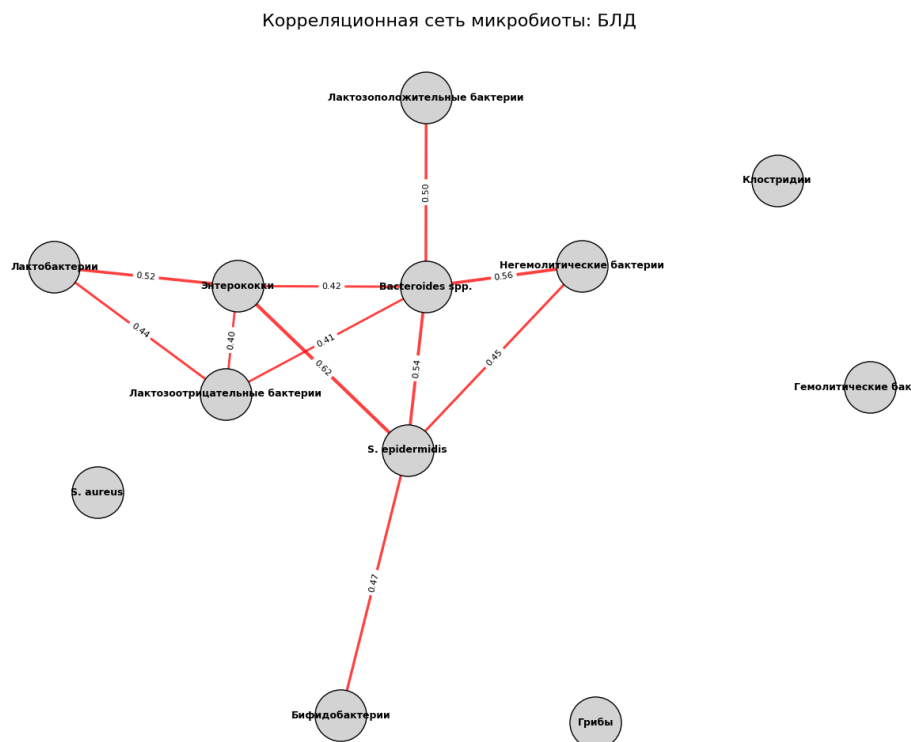 Корреляционная сеть микробиоты: БЛД
Лактозоположительные бактерии
Клостридии
0.50
Лактобактерии
Негемолитические бактерии
0.52
0.56
Энтерококки
0.42
Bacteroides spp.
0.44
0.40
0.41
0.45
0.62
0.54
Гемолитические бак
Лактозоотрицательные бактерии
S. epidermidis
S. aureus
0.47
Бифидобактерии
Грибы